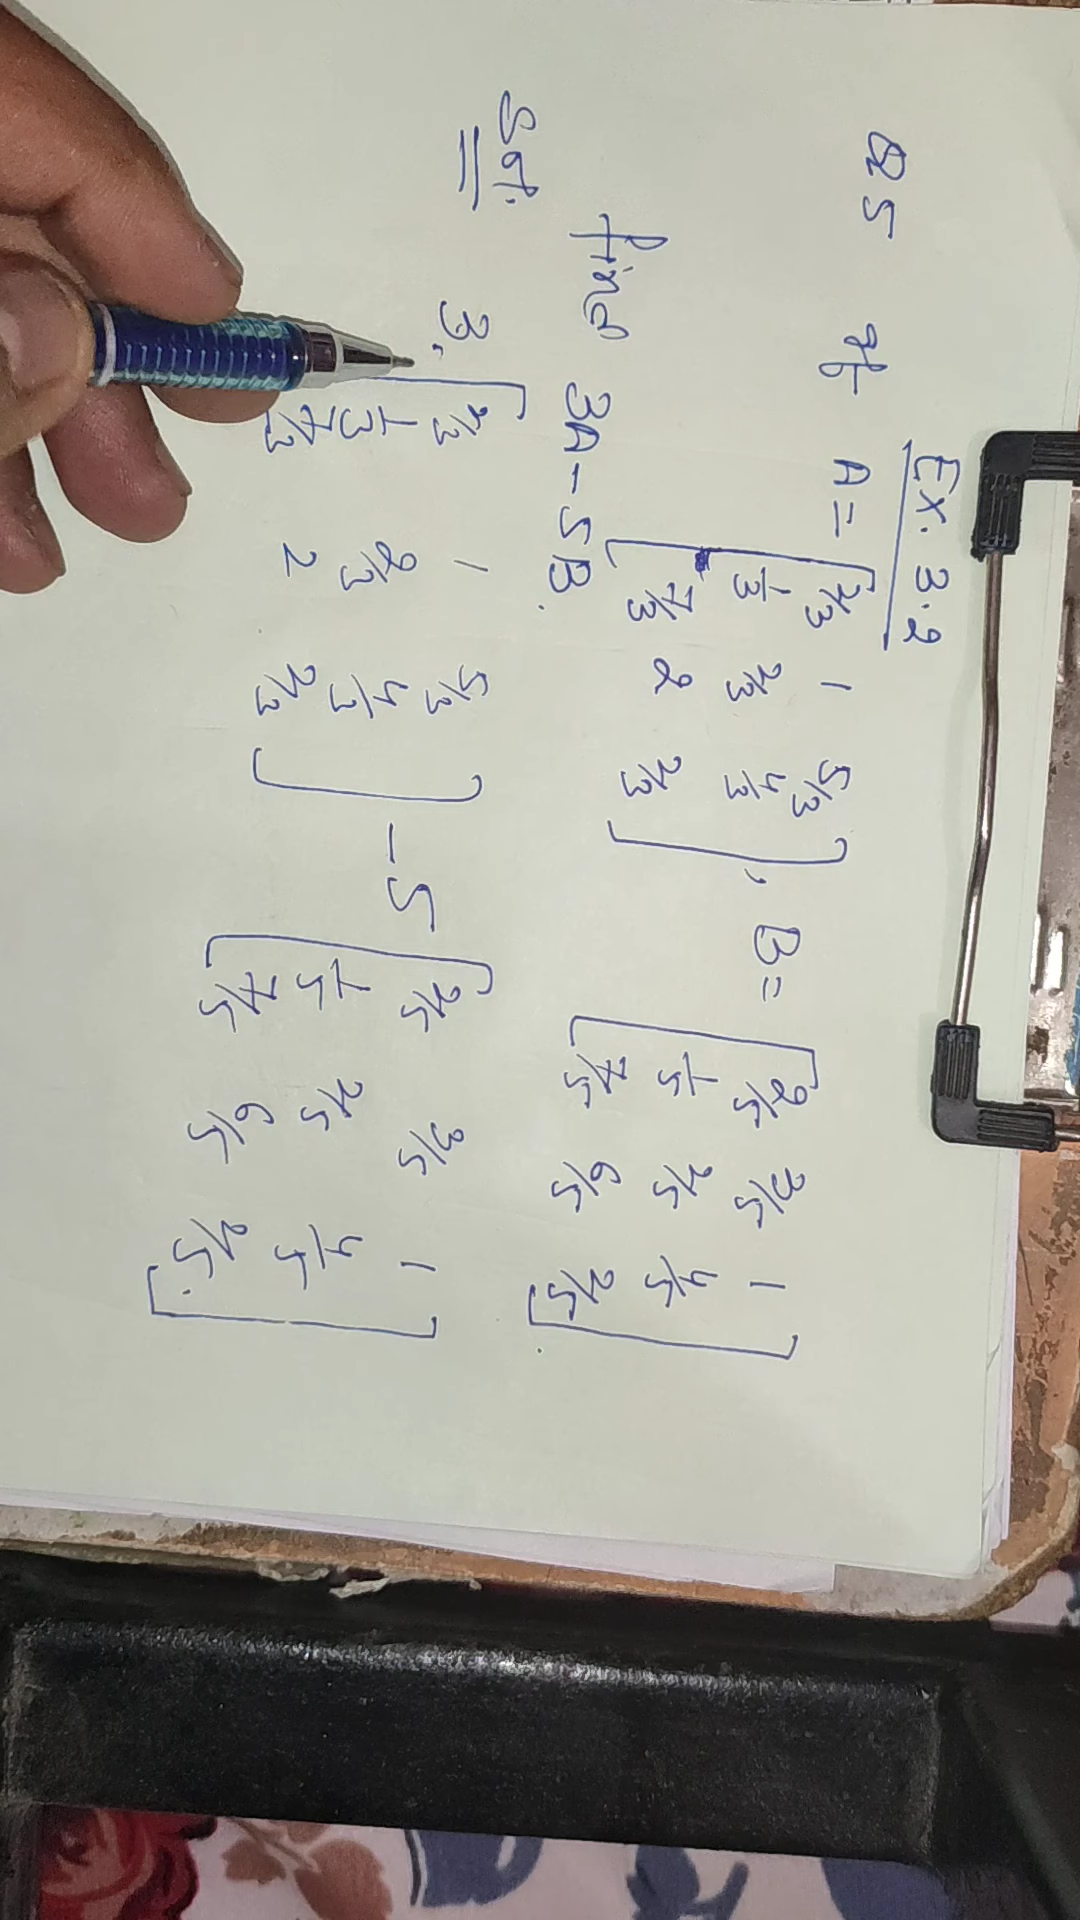 Ex. 3.2
Q5 If A = [2/3 1 5/3
1/3 2/3 4/3
7/3 2 2/3], B = [2/5 3/5 1
1/5 2/5 4/5
7/5 6/5 2/5].
find 3A-5B.
Sol. 3. [2/3 1 5/3
1/3 2/3 4/3
7/3 2 2/3] - 5 [2/5 3/5 1
1/5 2/5 4/5
7/5 6/5 2/5.]